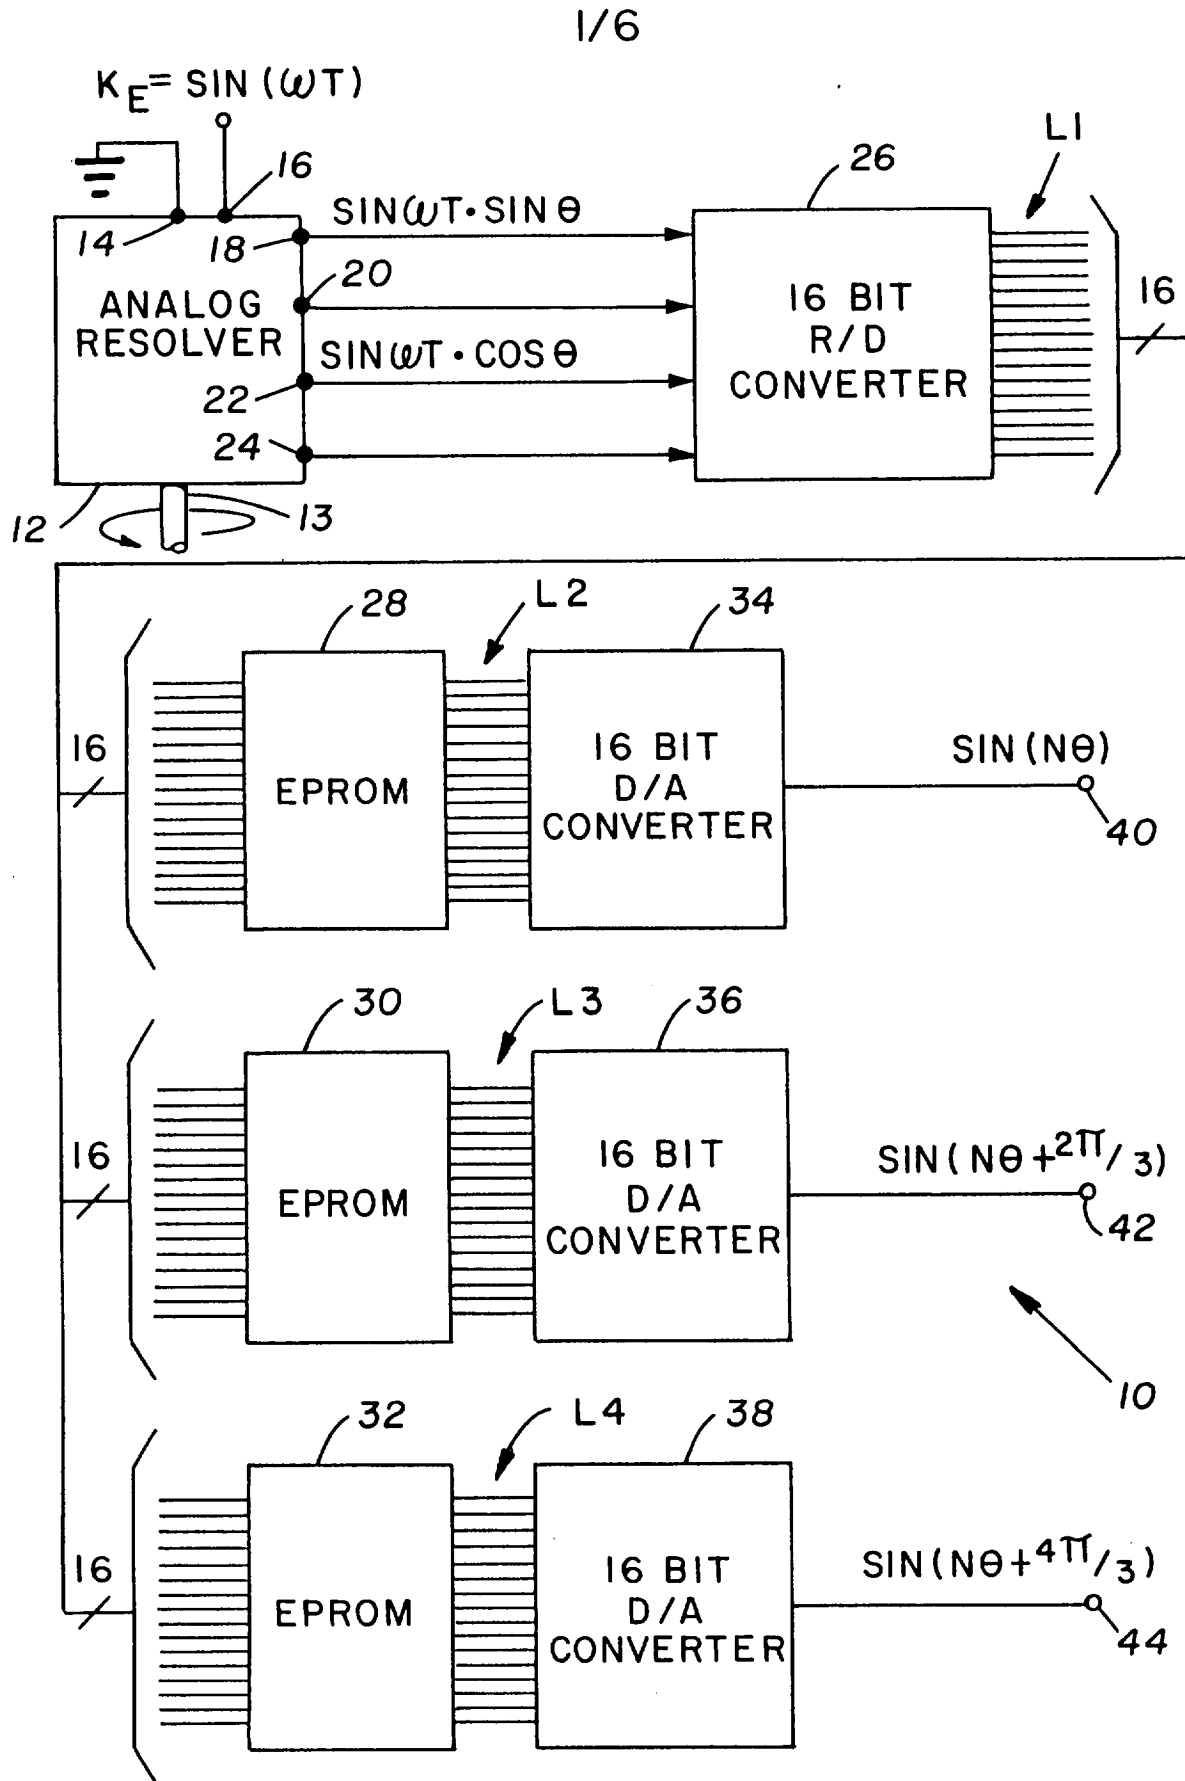 1/6
K_E = SIN (ωT)
16
14
18
SINωT·SINθ
26
L1
20
ANALOG
RESOLVER
SINωT·COSθ
22
24
16 BIT
R/D
CONVERTER
16
12
13
28
L2
34
16
EPROM
16 BIT
D/A
CONVERTER
SIN(Nθ)
40
30
L3
36
16
EPROM
16 BIT
D/A
CONVERTER
SIN(Nθ+2π/3)
42
10
32
L4
38
16
EPROM
16 BIT
D/A
CONVERTER
SIN(Nθ+4π/3)
44